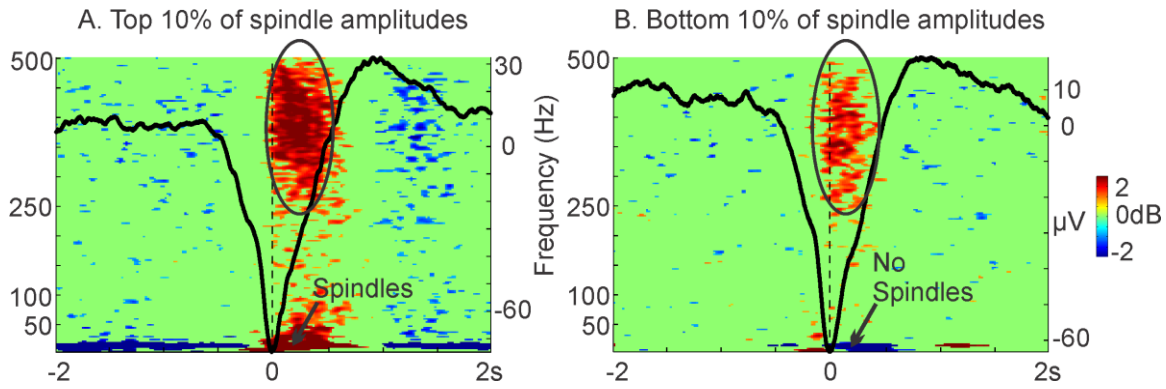 A. Top 10% of spindle amplitudes
B. Bottom 10% of spindle amplitudes
500
250
100
50
-2
0
2s
30
0
-60
Spindles
Frequency (Hz)
500
250
100
50
-2
0
2s
10
0
-60
µV
No
Spindles
2
0dB
-2